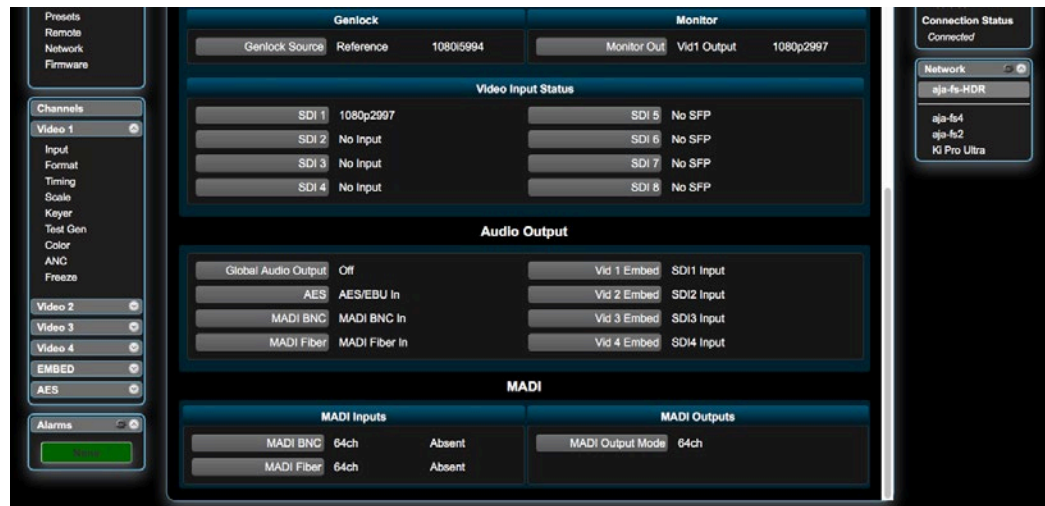 Presets
Remote
Network
Firmware
Channels
Video 1
Input
Format
Timing
Scale
Keyer
Test Gen
Color
ANC
Freeze
Video 2
Video 3
Video 4
EMBED
AES
Alarms
None
Genlock
Genlock Source Reference 1080i5994
Monitor
Monitor Out Vid1 Output 1080p2997
Video Input Status
SDI 1 1080p2997 SDI 5 No SFP
SDI 2 No Input SDI 6 No SFP
SDI 3 No Input SDI 7 No SFP
SDI 4 No Input SDI 8 No SFP
Audio Output
Global Audio Output Off Vid 1 Embed SDI1 Input
AES AES/EBU In Vid 2 Embed SDI2 Input
MADI BNC MADI BNC In Vid 3 Embed SDI3 Input
MADI Fiber MADI Fiber In Vid 4 Embed SDI4 Input
MADI
MADI Inputs
MADI BNC 64ch Absent
MADI Fiber 64ch Absent
MADI Outputs
MADI Output Mode 64ch
Connection Status
Connected
Network
aja-fs-HDR
aja-fs4
aja-fs2
Ki Pro Ultra